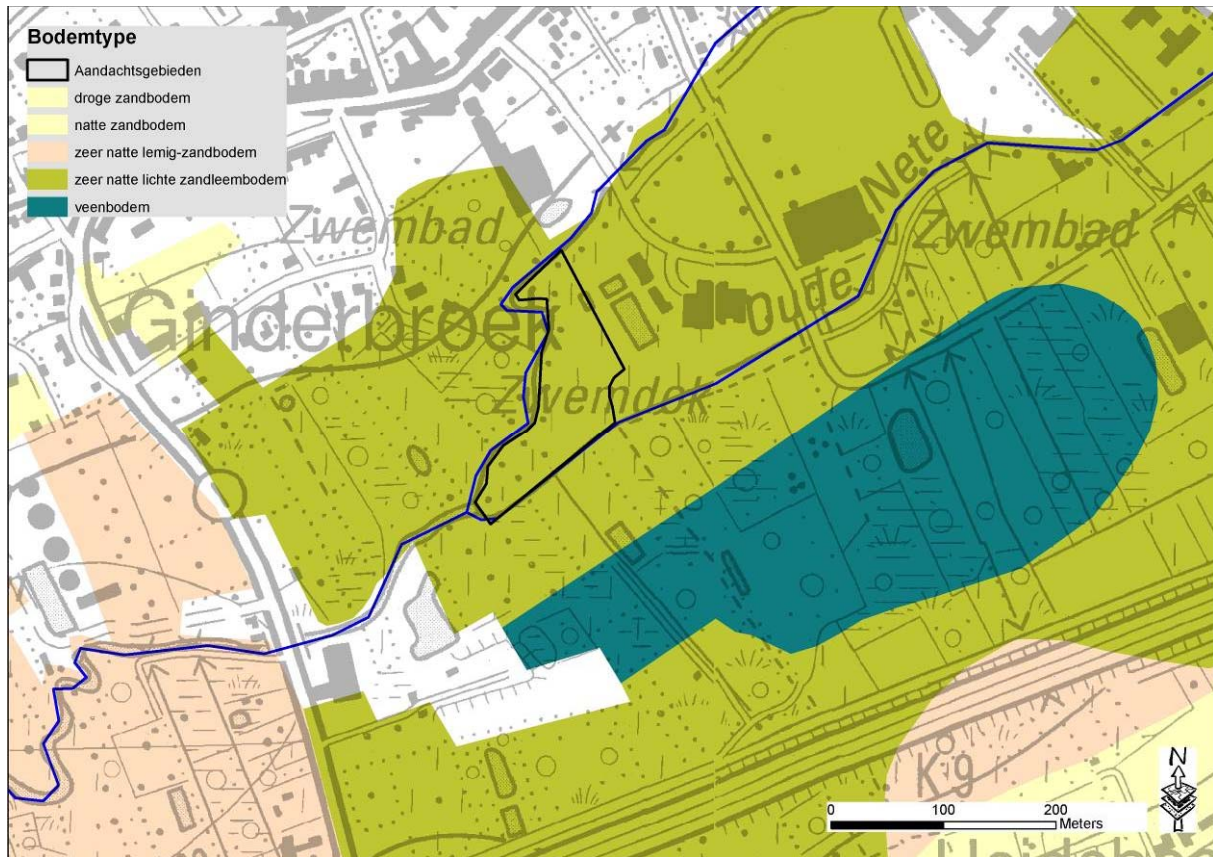 Bodemtype
Aandachtsgebieden
droge zandbodem
natte zandbodem
zeer natte lemig-zandbodem
zeer natte lichte zandleembodem
veenbodem
Zwembad
Nete
Zwembad
Oude
Ginderbroek
Zwemdok
K9
N
0 100 200
Meters